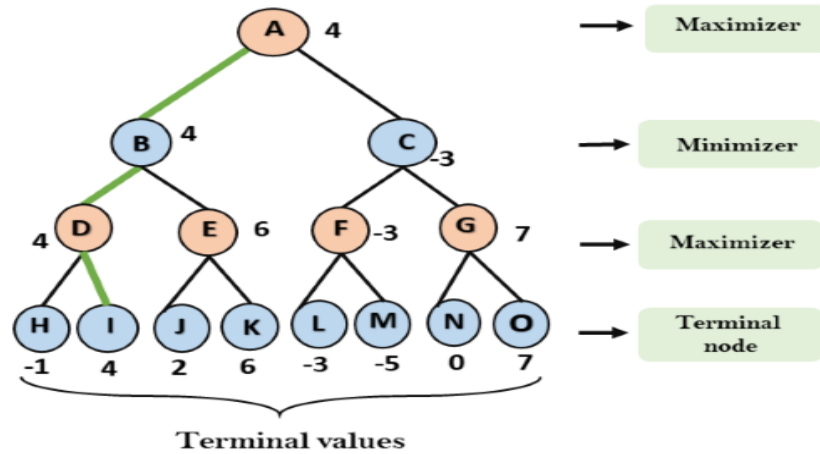 A 4 Maximizer
B 4 C -3 Minimizer
D 4 E 6 F -3 G 7 Maximizer
H I J K L M N O Terminal
node
-1 4 2 6 -3 -5 0 7
Terminal values